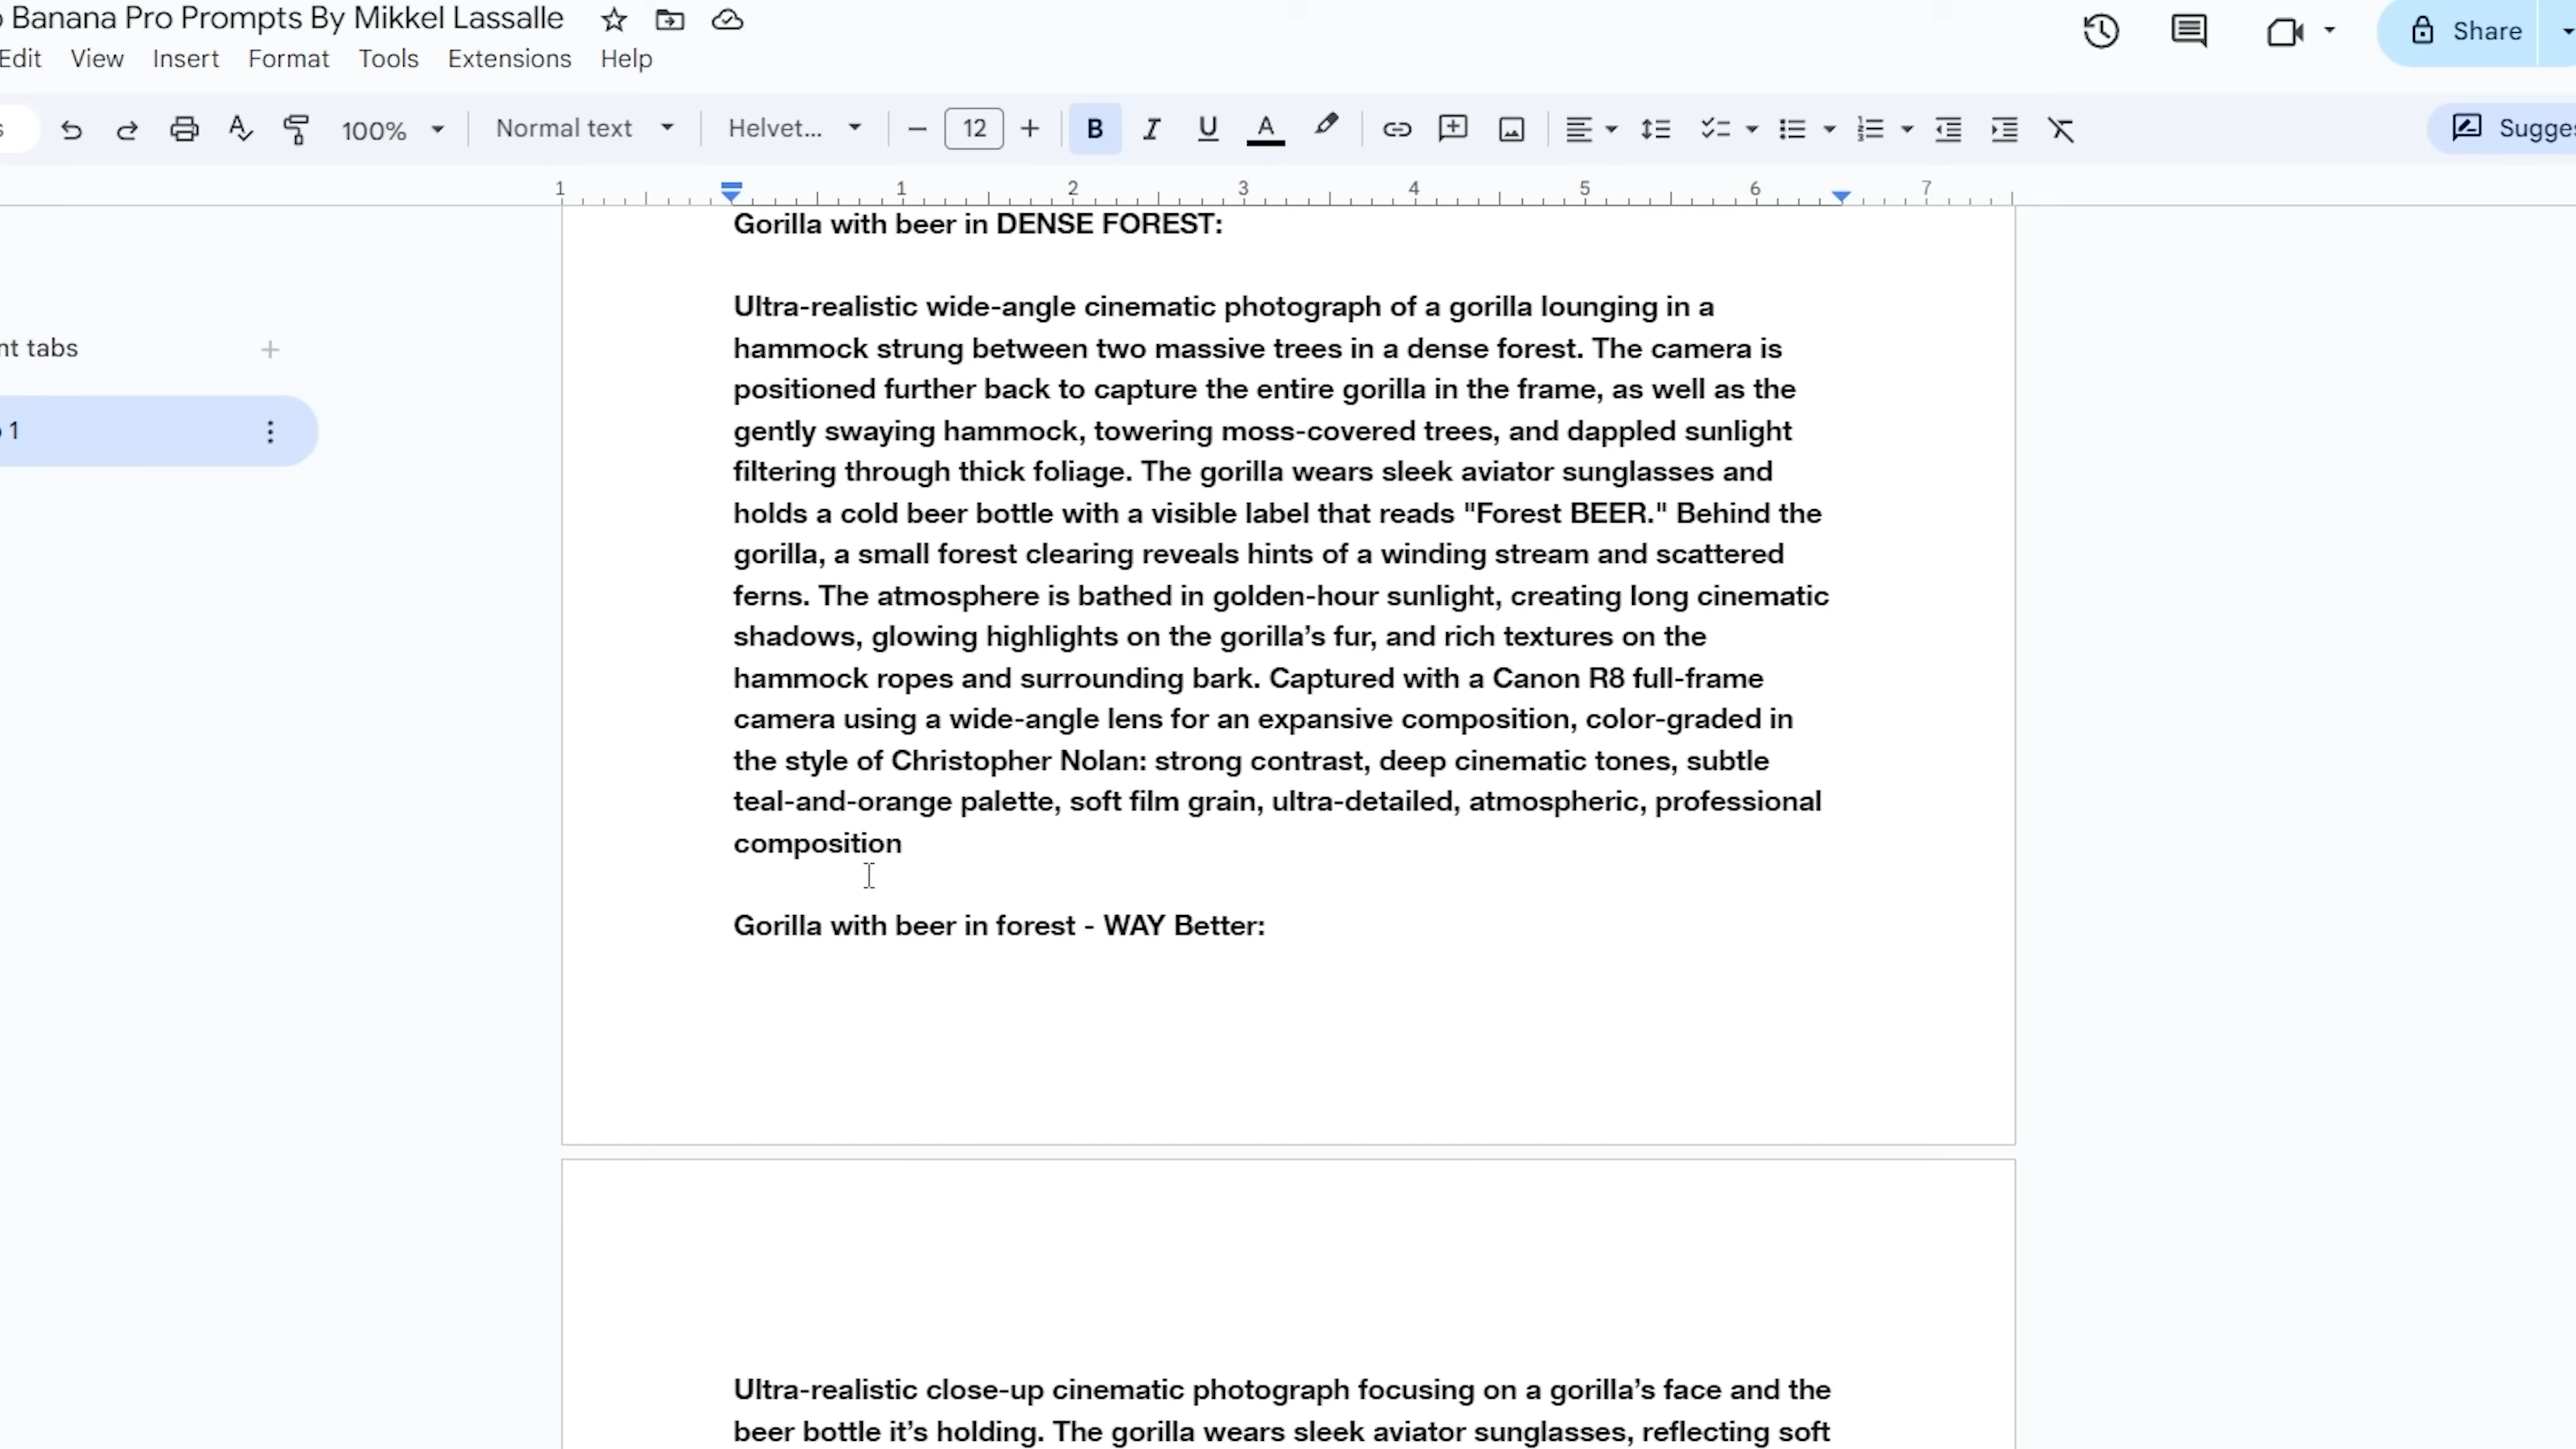 Banana Pro Prompts By Mikkel Lassalle
Edit View Insert Format Tools Extensions Help
Share
100% Normal text Helvet... 12 B I U A
1 1 2 3 4 5 6 7
Gorilla with beer in DENSE FOREST:
nt tabs
1
Ultra-realistic wide-angle cinematic photograph of a gorilla lounging in a
hammock strung between two massive trees in a dense forest. The camera is
positioned further back to capture the entire gorilla in the frame, as well as the
gently swaying hammock, towering moss-covered trees, and dappled sunlight
filtering through thick foliage. The gorilla wears sleek aviator sunglasses and
holds a cold beer bottle with a visible label that reads "Forest BEER." Behind the
gorilla, a small forest clearing reveals hints of a winding stream and scattered
ferns. The atmosphere is bathed in golden-hour sunlight, creating long cinematic
shadows, glowing highlights on the gorilla’s fur, and rich textures on the
hammock ropes and surrounding bark. Captured with a Canon R8 full-frame
camera using a wide-angle lens for an expansive composition, color-graded in
the style of Christopher Nolan: strong contrast, deep cinematic tones, subtle
teal-and-orange palette, soft film grain, ultra-detailed, atmospheric, professional
composition
Gorilla with beer in forest - WAY Better:
Ultra-realistic close-up cinematic photograph focusing on a gorilla’s face and the
beer bottle it’s holding. The gorilla wears sleek aviator sunglasses, reflecting soft